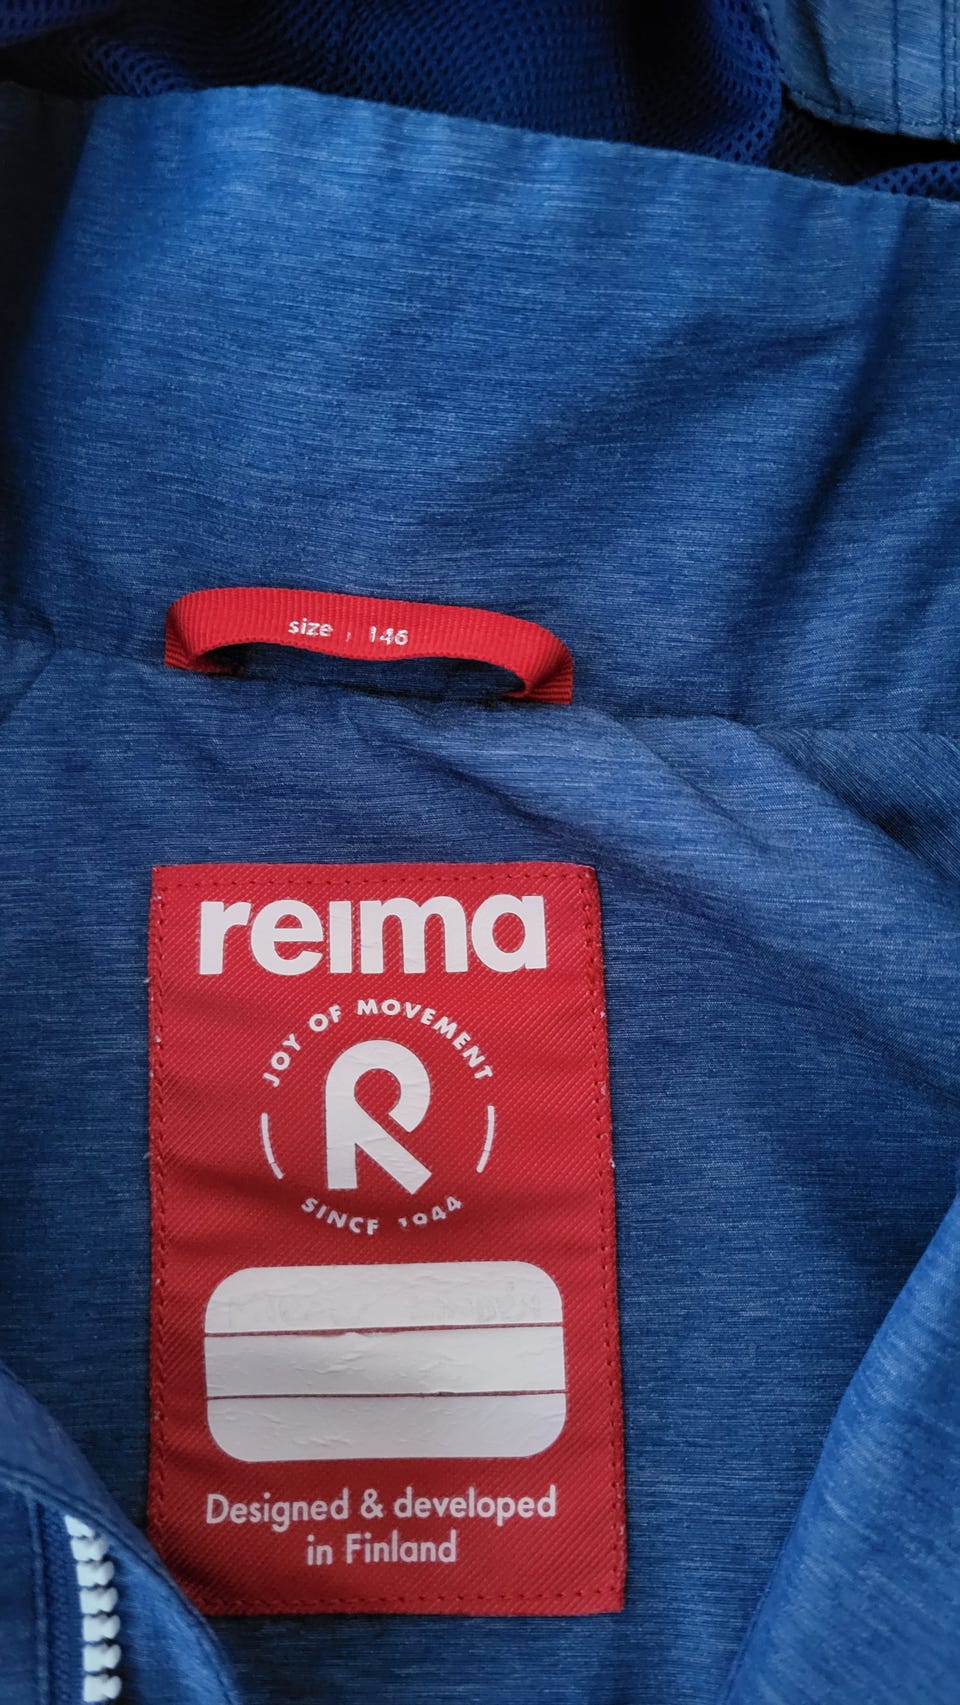 size 146
reima
JOY OF MOVEMENT
R
SINCE 1944
Designed & developed
in Finland